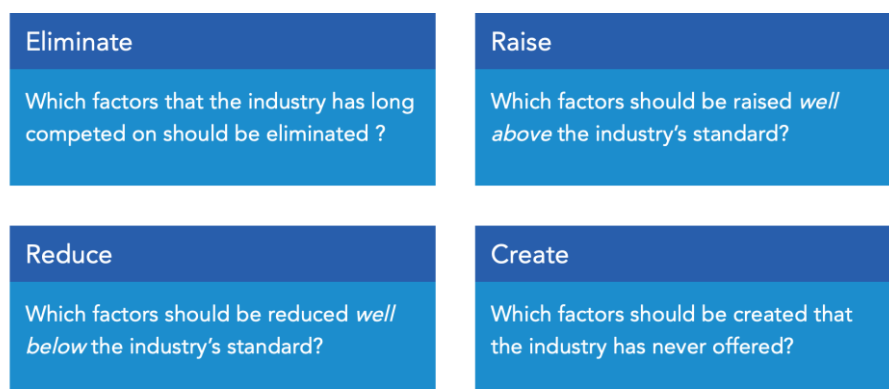 Eliminate
Which factors that the industry has long
competed on should be eliminated ?
Raise
Which factors should be raised well
above the industry’s standard?
Reduce
Which factors should be reduced well
below the industry’s standard?
Create
Which factors should be created that
the industry has never offered?